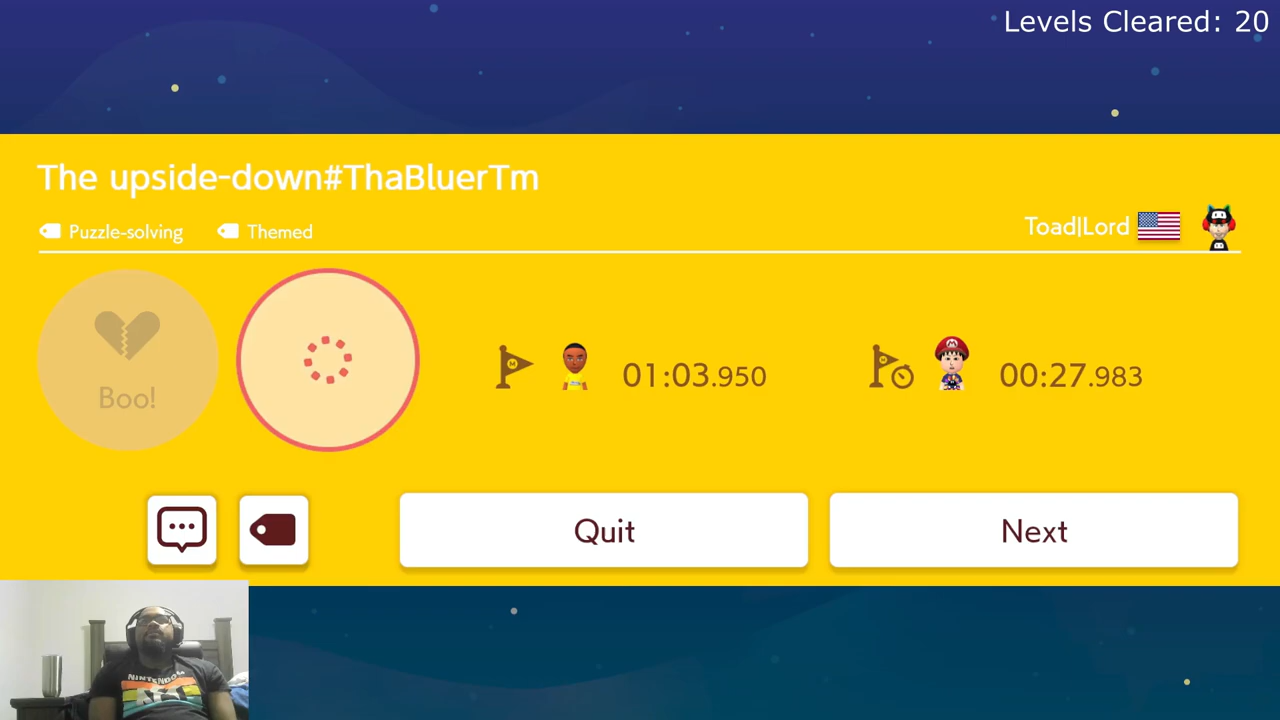 Levels Cleared: 20
The upside-down#ThaBluerTm
Puzzle-solving Themed
Toad|Lord
Boo!
M 01:03.950
M 00:27.983
Quit
Next
NINTENDO64